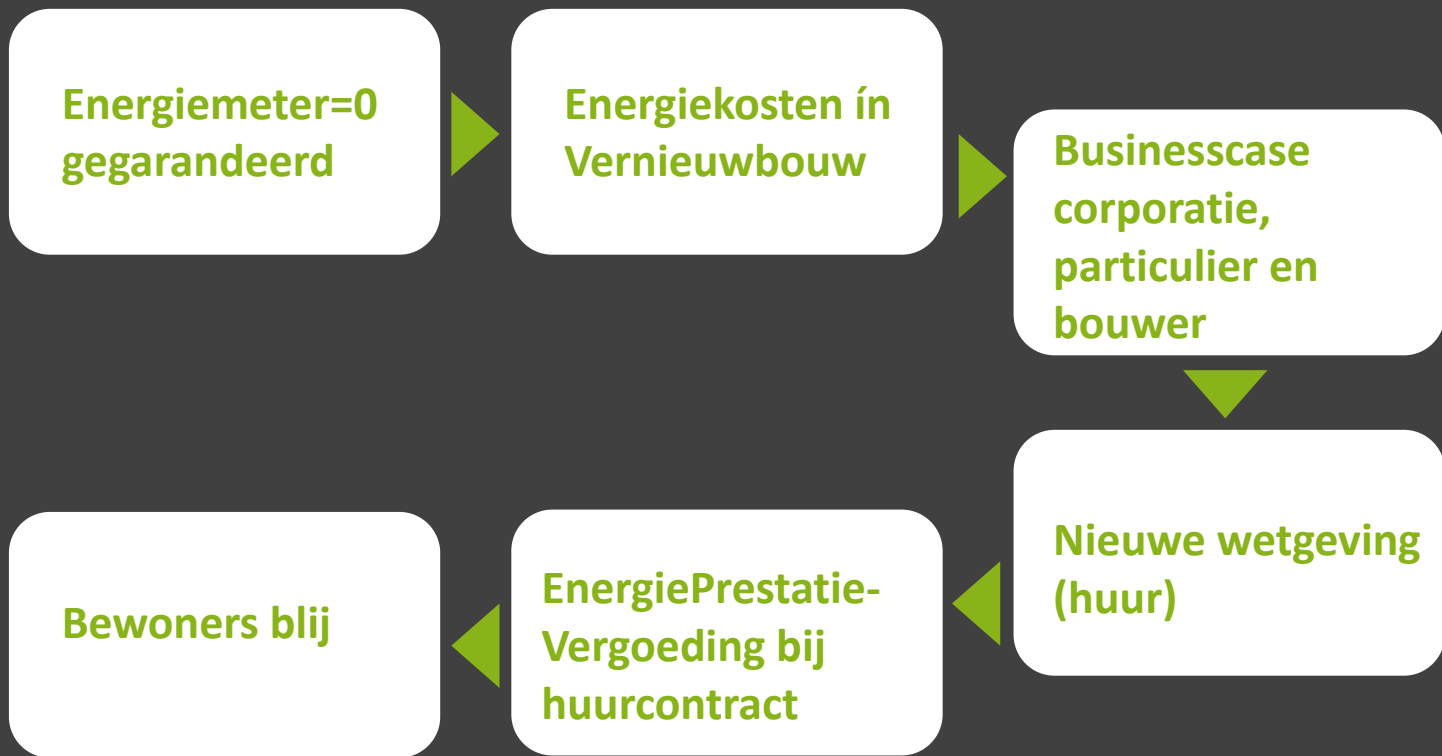 Energiemeter=0
gegarandeerd
Energiekosten ín
Vernieuwbouw
Businesscase
corporatie,
particulier en
bouwer
Nieuwe wetgeving
(huur)
EnergiePrestatie-
Vergoeding bij
huurcontract
Bewoners blij